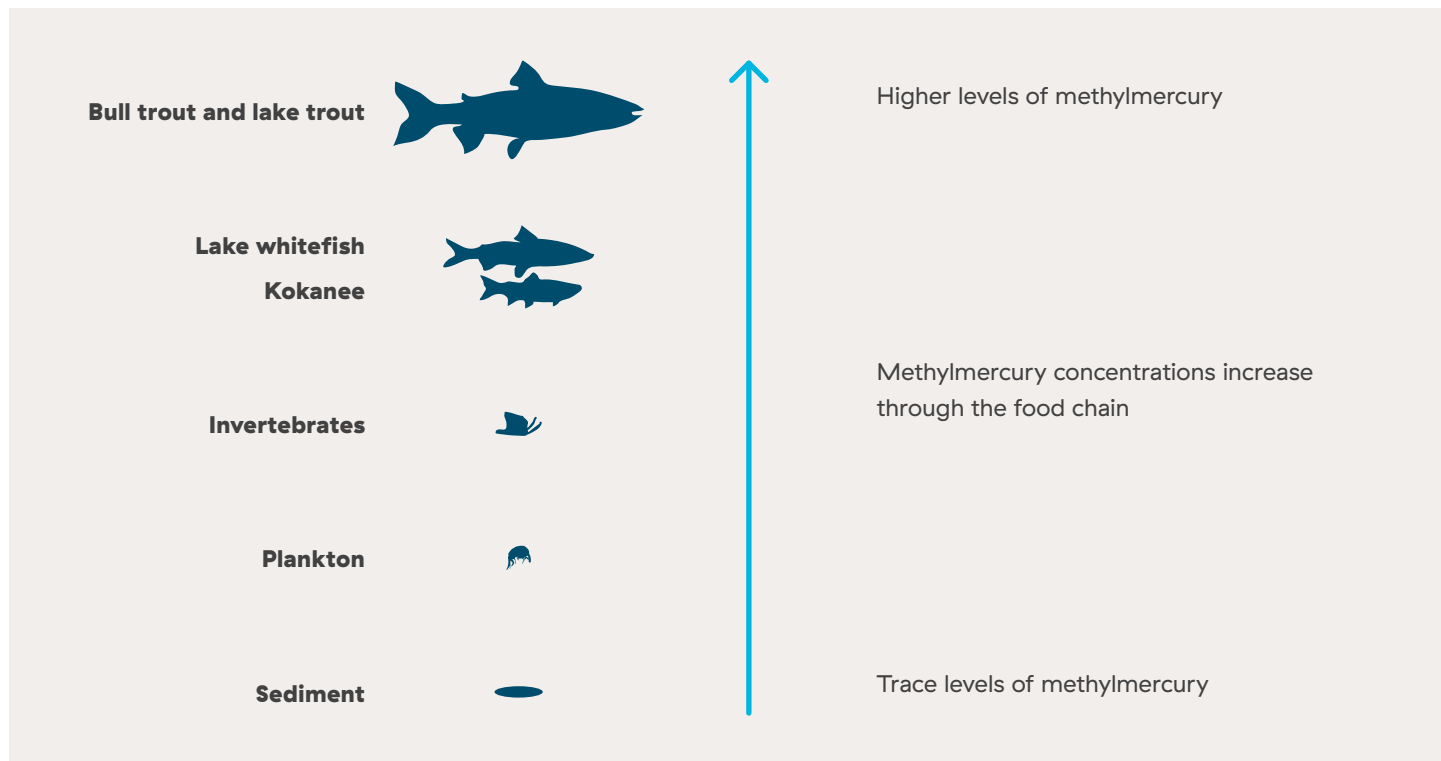 Bull trout and lake trout
Higher levels of methylmercury
Lake whitefish
Kokanee
Methylmercury concentrations increase
through the food chain
Invertebrates
Plankton
Sediment
Trace levels of methylmercury